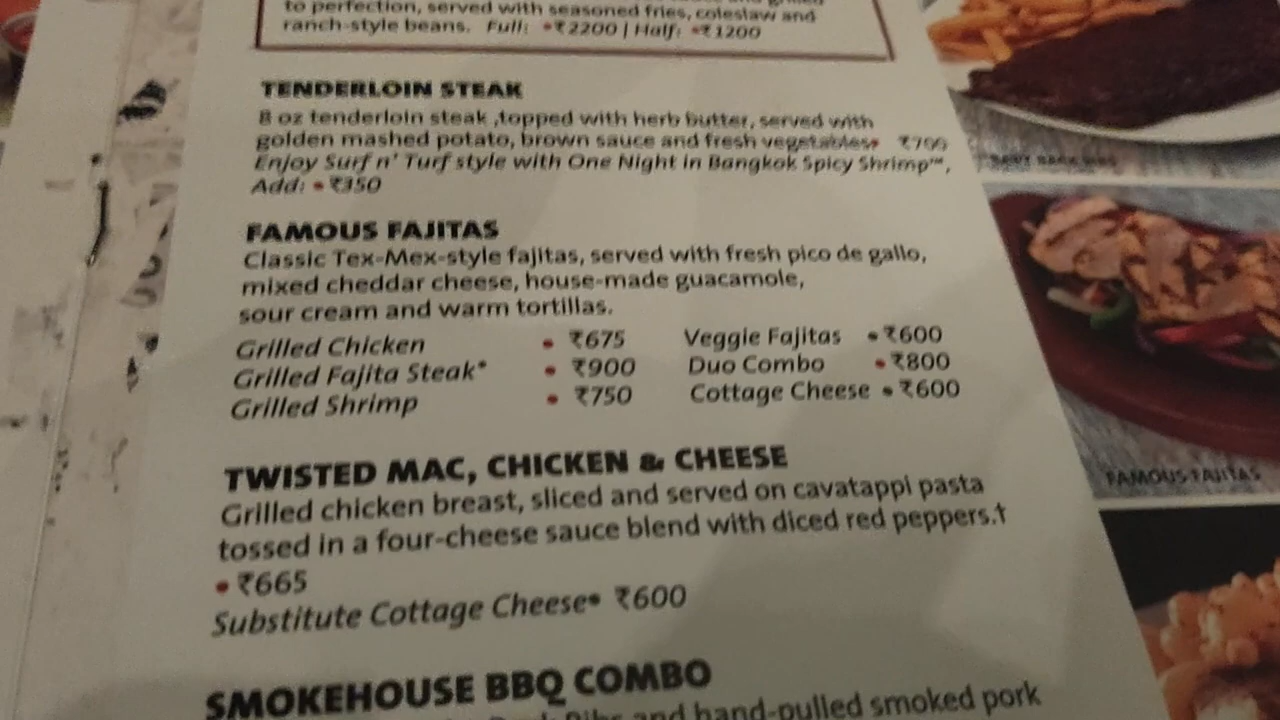 to perfection, served with seasoned fries, coleslaw and
ranch-style beans. Full: •₹2200 | Half: •₹1200
TENDERLOIN STEAK
8 oz tenderloin steak ,topped with herb butter, served with
golden mashed potato, brown sauce and fresh vegetables• ₹700
Enjoy Surf n' Turf style with One Night in Bangkok Spicy Shrimp™,
Add: •₹350
FAMOUS FAJITAS
Classic Tex-Mex-style fajitas, served with fresh pico de gallo,
mixed cheddar cheese, house-made guacamole,
sour cream and warm tortillas.
Grilled Chicken • ₹675 Veggie Fajitas •₹600
Grilled Fajita Steak* • ₹900 Duo Combo •₹800
Grilled Shrimp • ₹750 Cottage Cheese •₹600
FAMOUS FAJITAS
TWISTED MAC, CHICKEN & CHEESE
Grilled chicken breast, sliced and served on cavatappi pasta
tossed in a four-cheese sauce blend with diced red peppers.†
•₹665
Substitute Cottage Cheese• ₹600
SMOKEHOUSE BBQ COMBO
and hand-pulled smoked pork